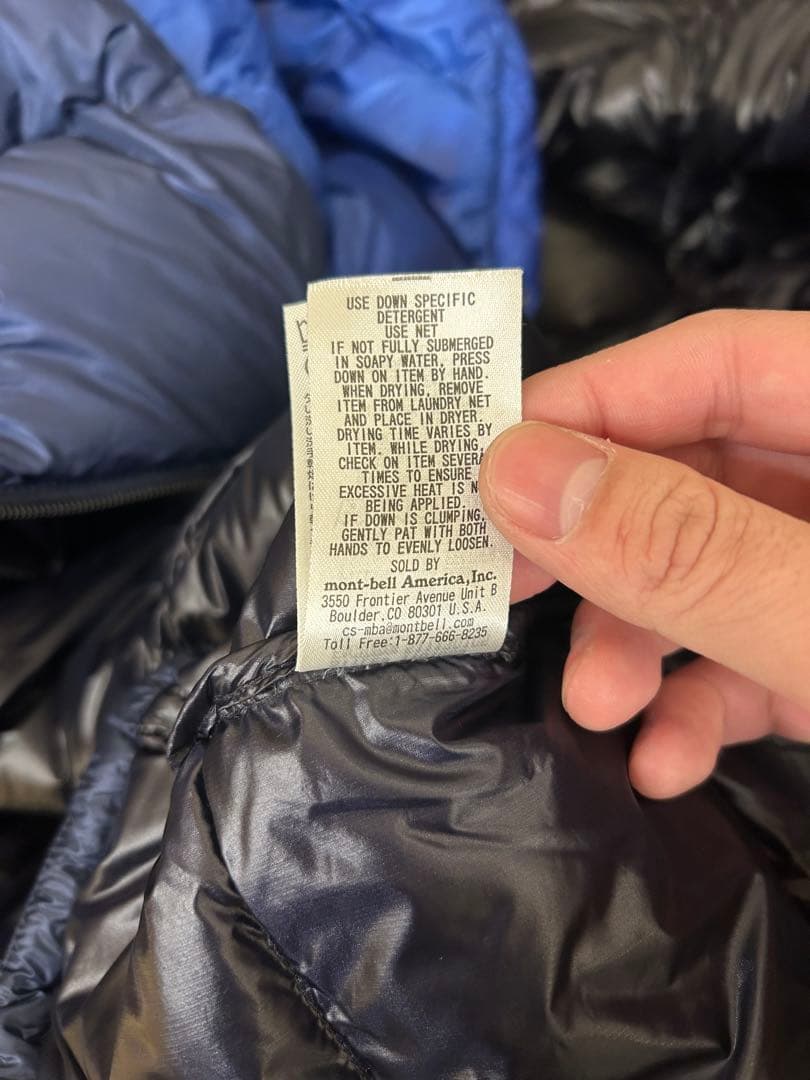 USE DOWN SPECIFIC
DETERGENT
USE NET
IF NOT FULLY SUBMERGED
IN SOAPY WATER, PRESS
DOWN ON ITEM BY HAND.
WHEN DRYING, REMOVE
ITEM FROM LAUNDRY NET
AND PLACE IN DRYER.
DRYING TIME VARIES BY
ITEM. WHILE DRYING,
CHECK ON ITEM SEVERA
TIMES TO ENSURE
EXCESSIVE HEAT IS N
BEING APPLIED.
IF DOWN IS CLUMPING,
GENTLY PAT WITH BOTH
HANDS TO EVENLY LOOSEN.
SOLD BY
mont-bell America, Inc.
3550 Frontier Avenue Unit B
Boulder, CO 80301 U.S.A.
cs-mba@montbell.com
Toll Free:1-877-666-8235